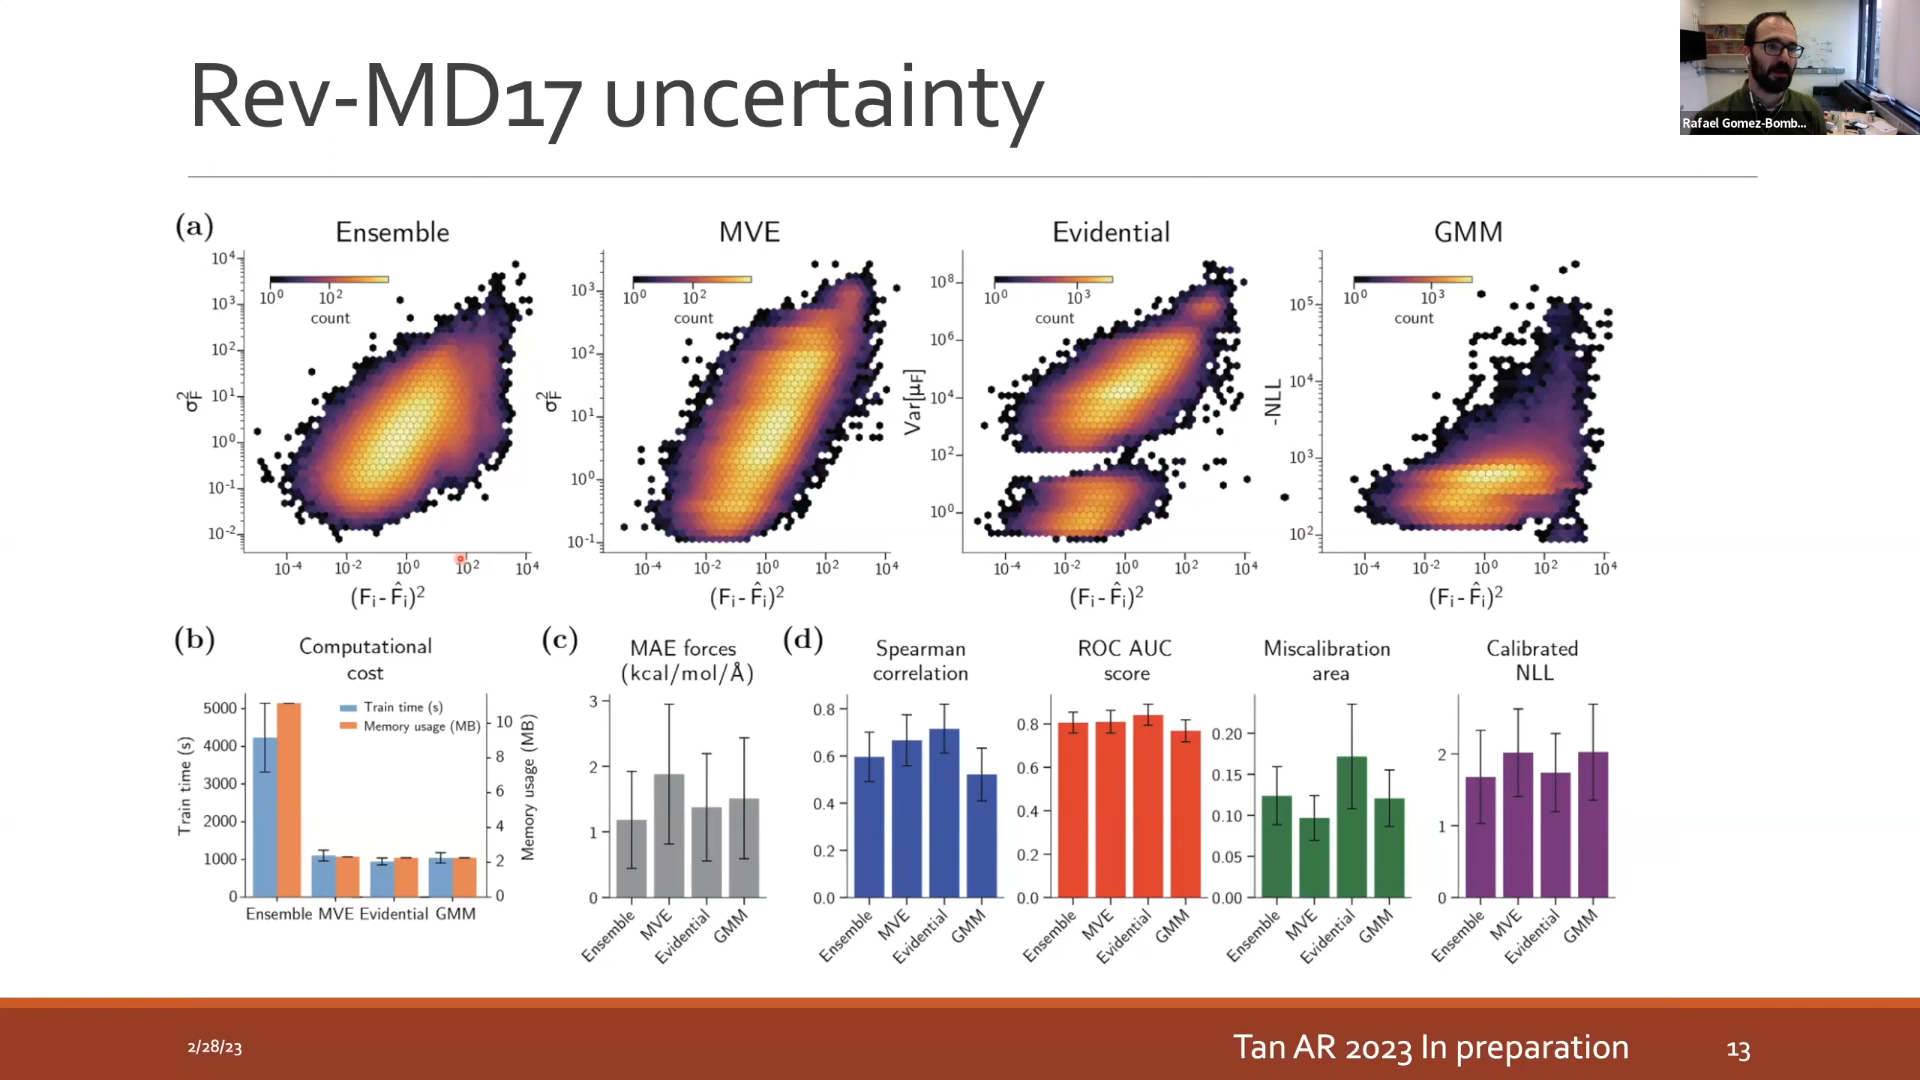 Rev-MD17 uncertainty
Rafael Gomez-Bomb...
(a)
Ensemble
MVE
Evidential
GMM
10⁴
10³
10²
10¹
10⁰
10⁻¹
10⁻²
σ²F
10⁰ 10²
count
10⁻⁴ 10⁻² 10⁰ 10² 10⁴
(Fᵢ - F̂ᵢ)²
10³
10²
10¹
10⁰
10⁻¹
σ²F
10⁰ 10²
count
10⁻⁴ 10⁻² 10⁰ 10² 10⁴
(Fᵢ - F̂ᵢ)²
10⁸
10⁶
10⁴
10²
10⁰
Var[μF]
10⁰ 10³
count
10⁻⁴ 10⁻² 10⁰ 10² 10⁴
(Fᵢ - F̂ᵢ)²
10⁵
10⁴
10³
10²
-NLL
10⁰ 10³
count
10⁻⁴ 10⁻² 10⁰ 10² 10⁴
(Fᵢ - F̂ᵢ)²
(b)
Computational
cost
Train time (s)
Memory usage (MB)
5000
4000
3000
2000
1000
0
Train time (s)
10
8
6
4
2
0
Memory usage (MB)
Ensemble MVE Evidential GMM
(c)
MAE forces
(kcal/mol/Å)
3
2
1
0
Ensemble
MVE
Evidential
GMM
(d)
Spearman
correlation
0.8
0.6
0.4
0.2
0.0
Ensemble
MVE
Evidential
GMM
ROC AUC
score
0.8
0.6
0.4
0.2
0.0
Ensemble
MVE
Evidential
GMM
Miscalibration
area
0.20
0.15
0.10
0.05
0.00
Ensemble
MVE
Evidential
GMM
Calibrated
NLL
2
1
0
Ensemble
MVE
Evidential
GMM
2/28/23
Tan AR 2023 In preparation
13